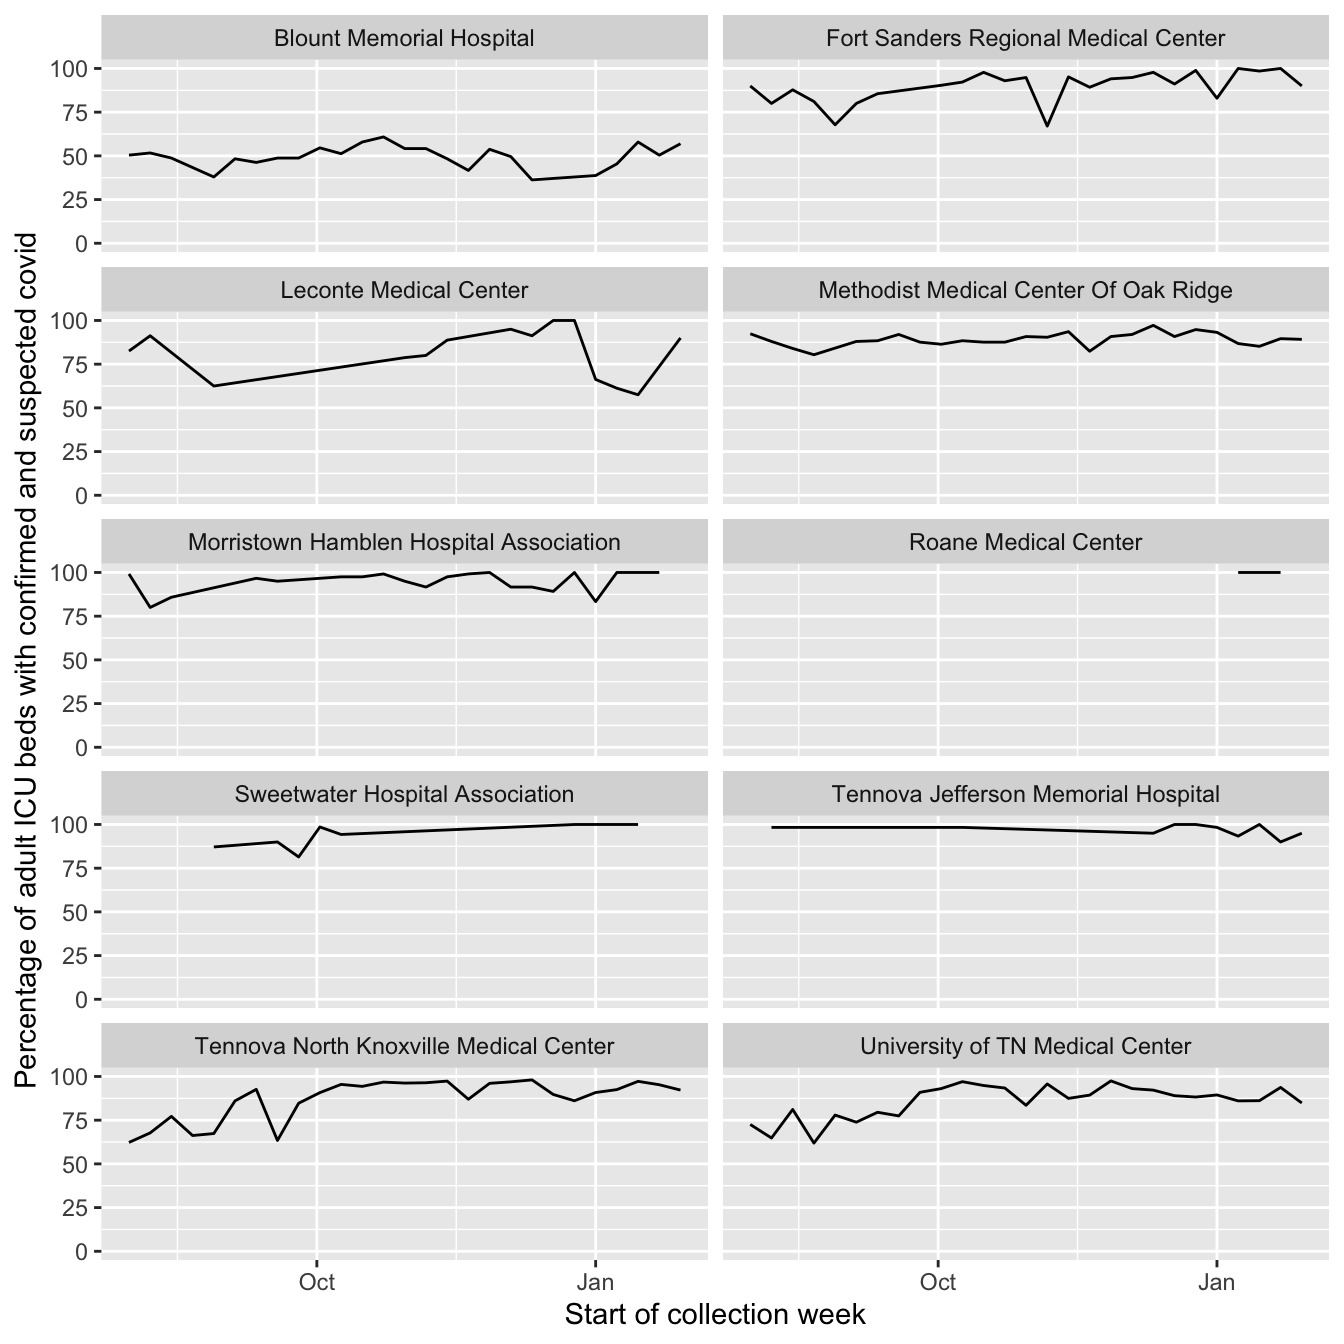 Blount Memorial Hospital
Fort Sanders Regional Medical Center
100
75
50
25
0
Leconte Medical Center
Methodist Medical Center Of Oak Ridge
100
75
50
25
0
Morristown Hamblen Hospital Association
Roane Medical Center
100
75
50
25
0
Sweetwater Hospital Association
Tennova Jefferson Memorial Hospital
100
75
50
25
0
Tennova North Knoxville Medical Center
University of TN Medical Center
100
75
50
25
0
Oct
Jan
Oct
Jan
Start of collection week
Percentage of adult ICU beds with confirmed and suspected covid